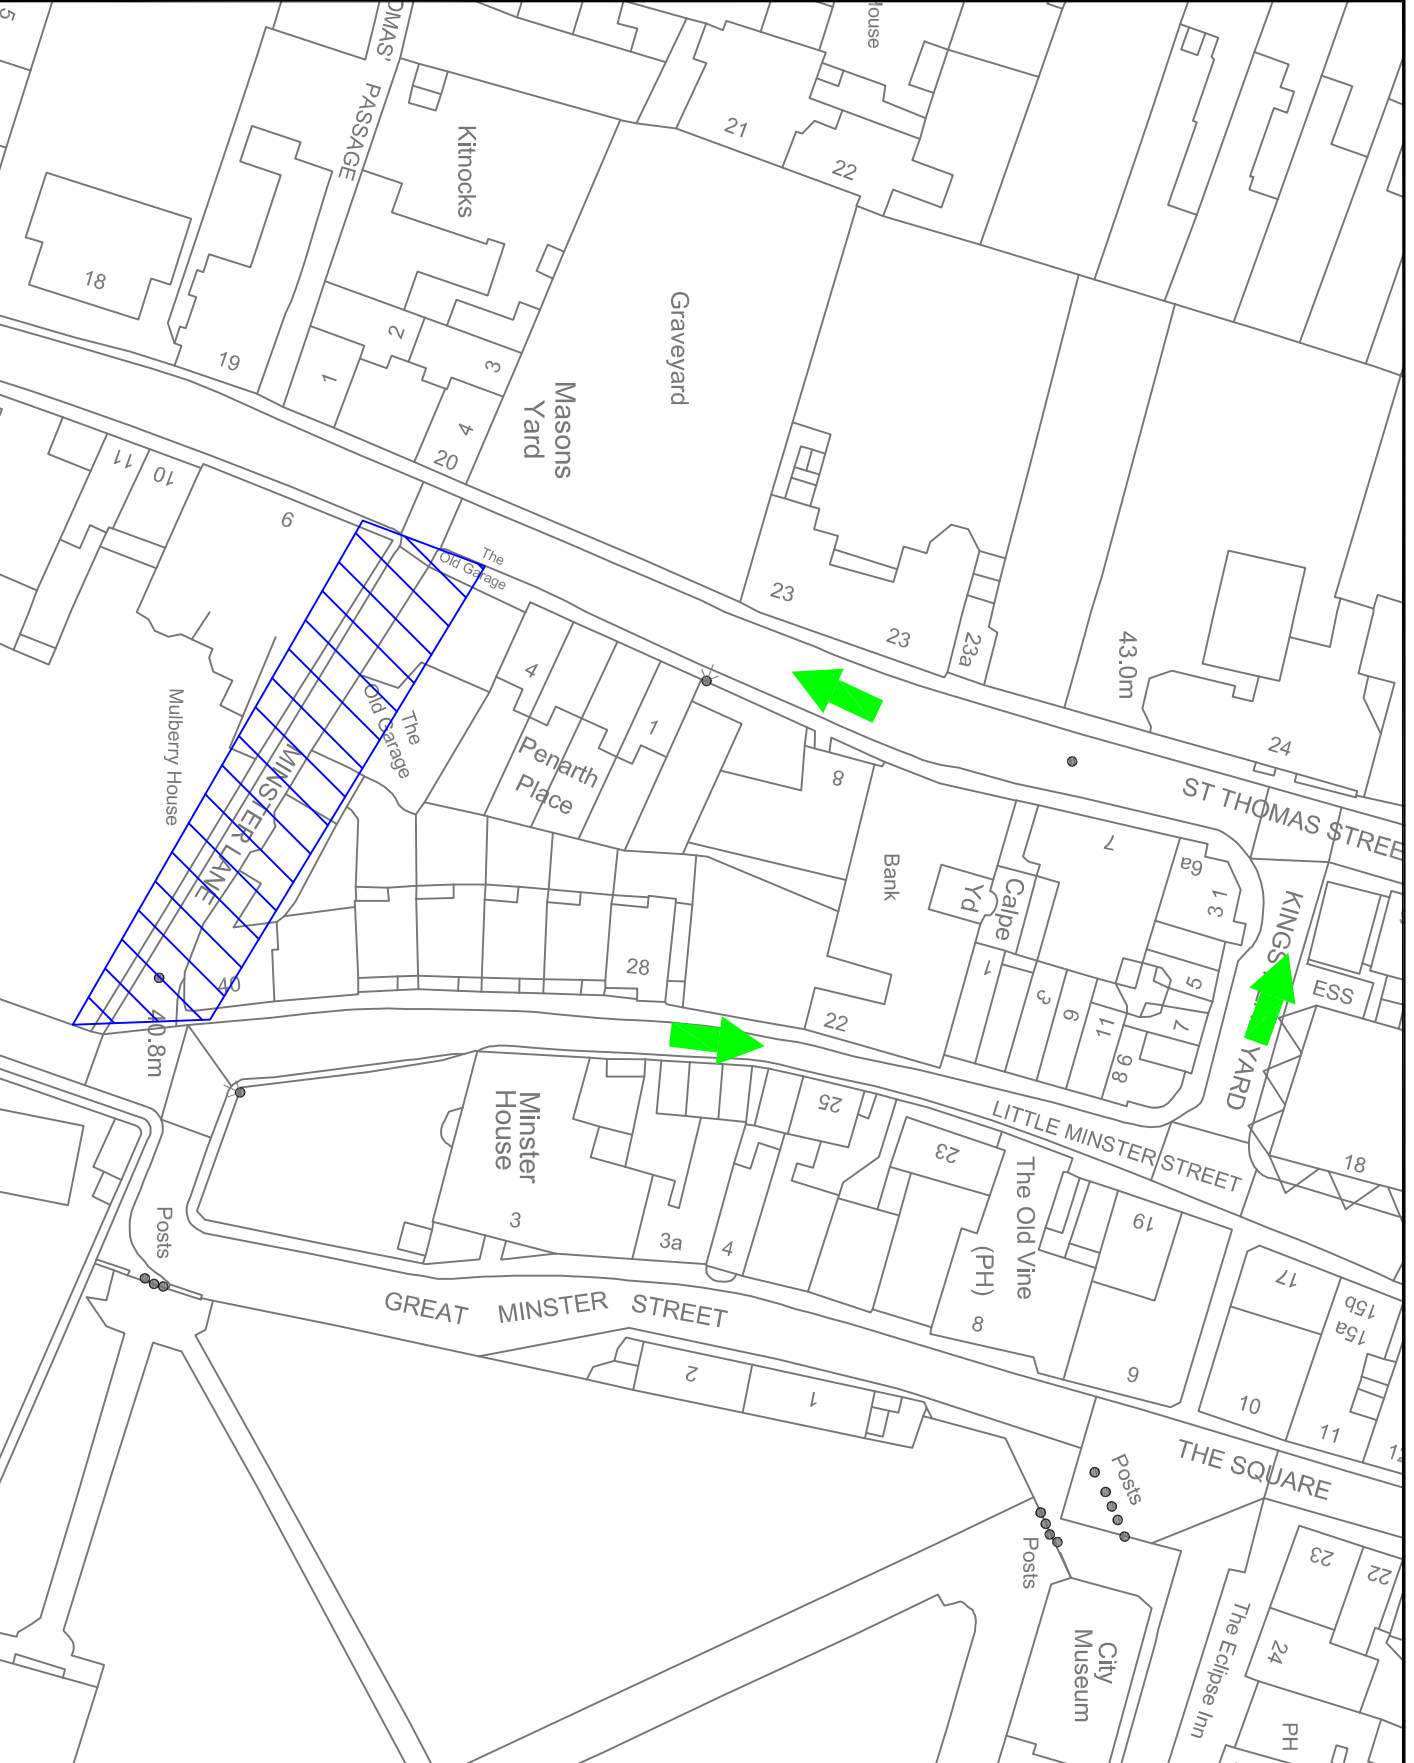 PASSAGE
Kitnocks
21
22
18
19
2
3
1
4
20
Graveyard
Masons
Yard
11
10
9
The
Old Garage
23
23
23a
43.0m
24
ST THOMAS STREE
4
1
Penarth
Place
The
Old Garage
Mulberry House
MINSTER LANE
8
Bank
Calpe
Yd
7
6a
3
1
5
7
KINGS
YARD
ESS
18
28
40
40.8m
22
1
3
9
11
8
LITTLE MINSTER STREET
Minster
House
3
3a
4
25
23
The Old Vine
(PH)
8
19
9
17
15b
15a
10
11
Posts
GREAT MINSTER STREET
2
1
THE SQUARE
Posts
Posts
23
22
24
City
Museum
The Eclipse Inn
PH